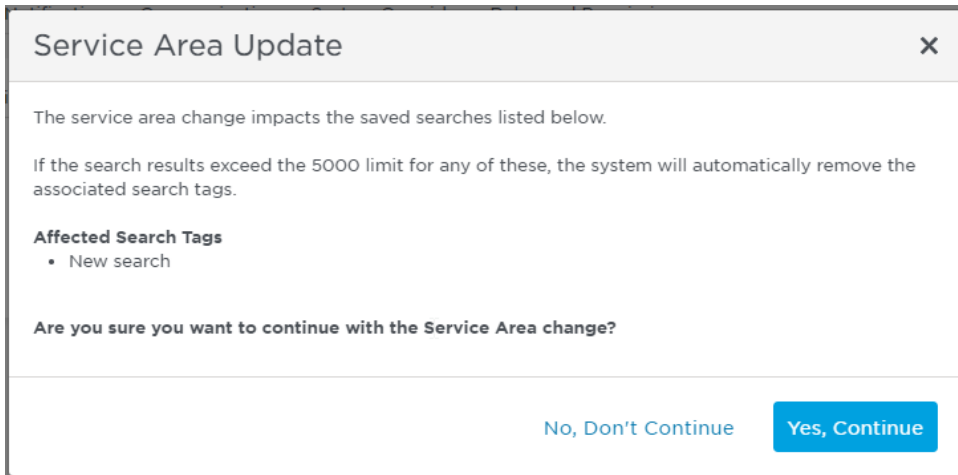 Service Area Update
The service area change impacts the saved searches listed below.
If the search results exceed the 5000 limit for any of these, the system will automatically remove the
associated search tags.
Affected Search Tags
• New search
Are you sure you want to continue with the Service Area change?
No, Don't Continue
Yes, Continue